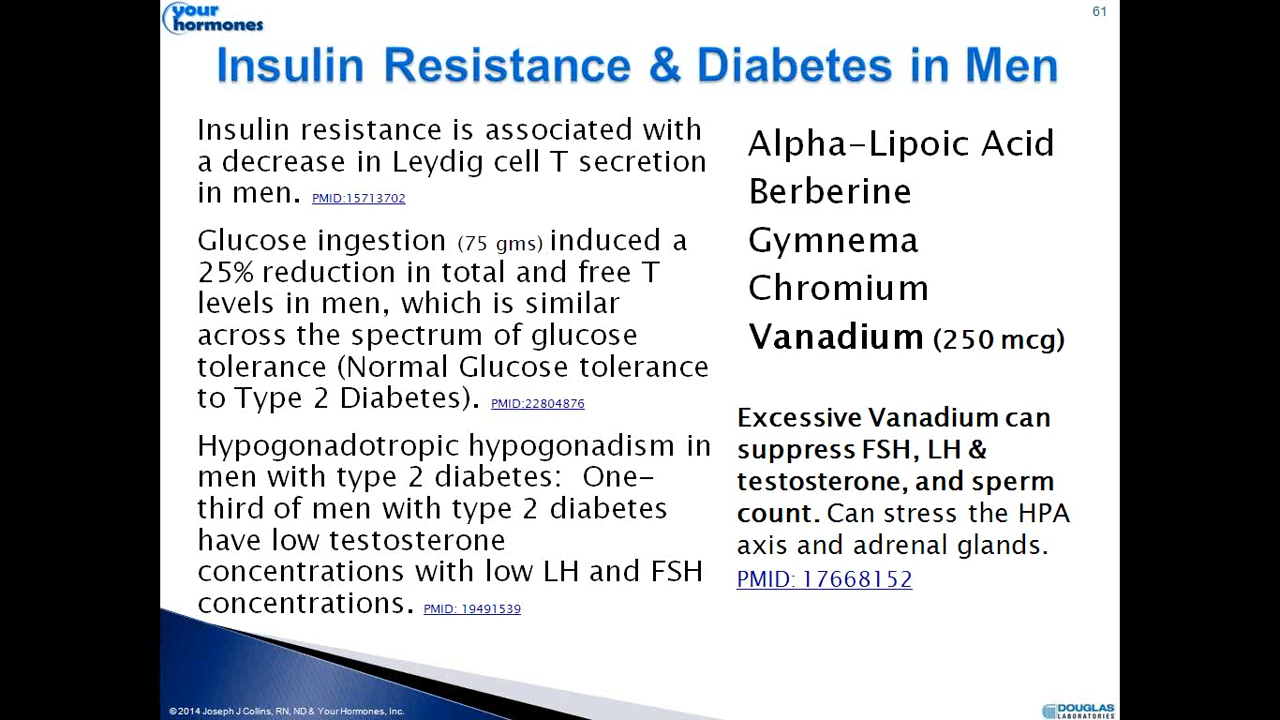 your
hormones
61
Insulin Resistance & Diabetes in Men
Insulin resistance is associated with
a decrease in Leydig cell T secretion
in men. PMID:15713702
Glucose ingestion (75 gms) induced a
25% reduction in total and free T
levels in men, which is similar
across the spectrum of glucose
tolerance (Normal Glucose tolerance
to Type 2 Diabetes). PMID:22804876
Hypogonadotropic hypogonadism in
men with type 2 diabetes: One-
third of men with type 2 diabetes
have low testosterone
concentrations with low LH and FSH
concentrations. PMID: 19491539
Alpha-Lipoic Acid
Berberine
Gymnema
Chromium
Vanadium (250 mcg)
Excessive Vanadium can
suppress FSH, LH &
testosterone, and sperm
count. Can stress the HPA
axis and adrenal glands.
PMID: 17668152
© 2014 Joseph J Collins, RN, ND & Your Hormones, Inc.
DOUGLAS
LABORATORIES